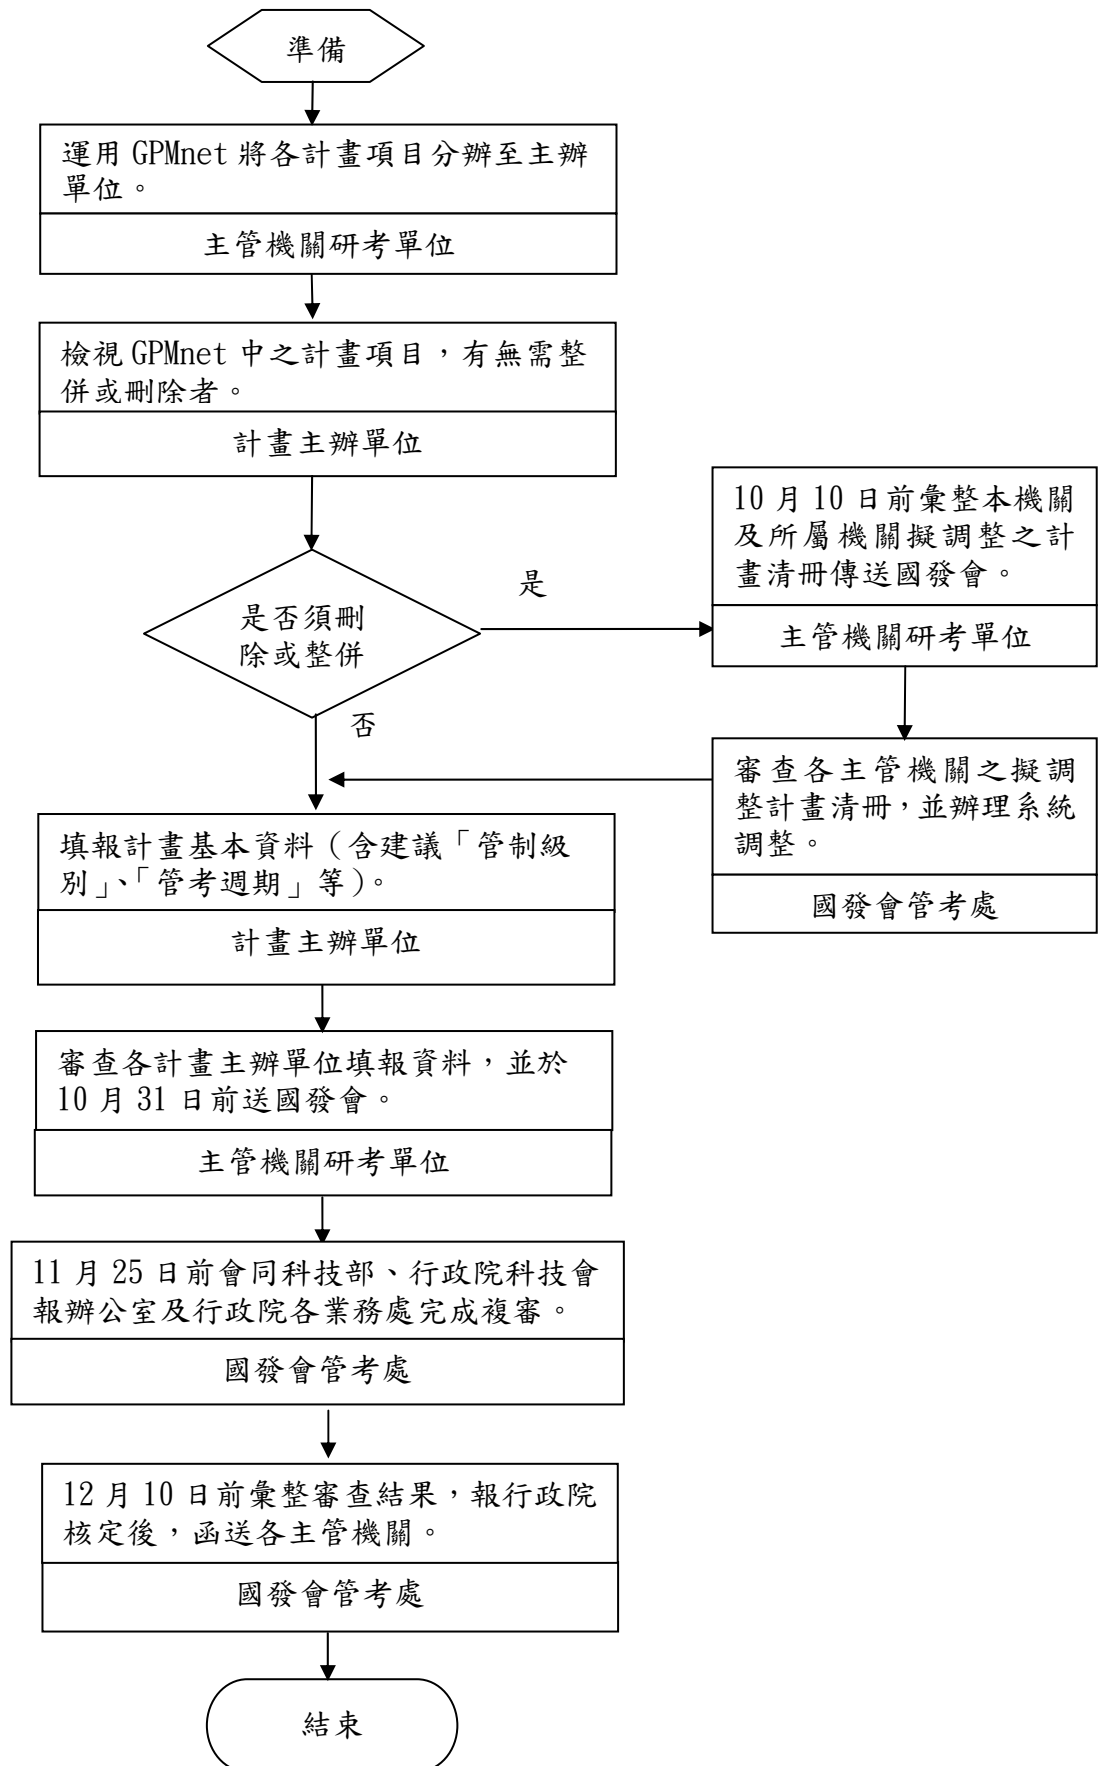 準備
運用 GPMnet 將各計畫項目分辦至主辦
單位。
主管機關研考單位
檢視 GPMnet 中之計畫項目，有無需整
併或刪除者。
計畫主辦單位
是否須刪
除或整併
是
10 月 10 日前彙整本機關
及所屬機關擬調整之計
畫清冊傳送國發會。
主管機關研考單位
審查各主管機關之擬調
整計畫清冊，並辦理系統
調整。
國發會管考處
否
填報計畫基本資料（含建議「管制級
別」、「管考週期」等）。
計畫主辦單位
審查各計畫主辦單位填報資料，並於
10 月 31 日前送國發會。
主管機關研考單位
11 月 25 日前會同科技部、行政院科技會
報辦公室及行政院各業務處完成複審。
國發會管考處
12 月 10 日前彙整審查結果，報行政院
核定後，函送各主管機關。
國發會管考處
結束